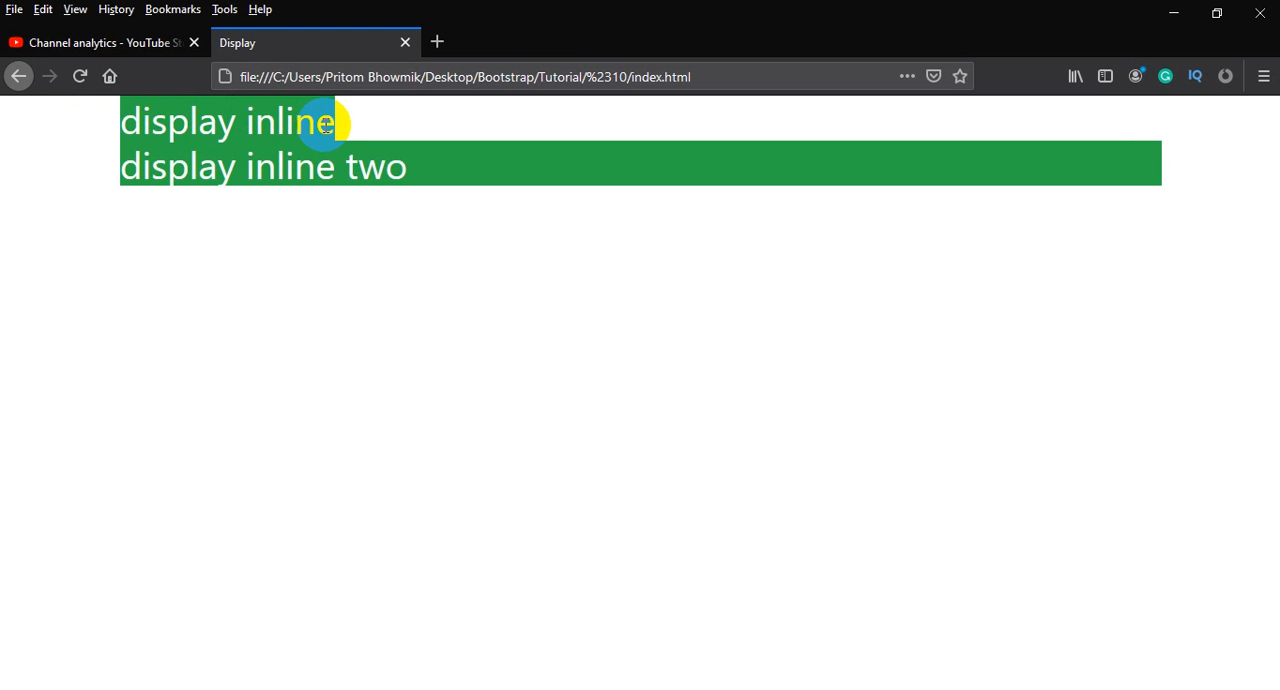 File Edit View History Bookmarks Tools Help
Channel analytics - YouTube St
Display
file:///C:/Users/Pritom Bhowmik/Desktop/Bootstrap/Tutorial/%2310/index.html
IQ
display inline
display inline two